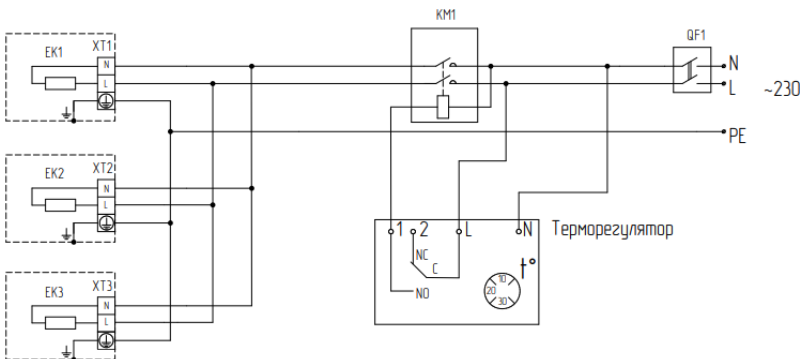 KM1
QF1
EK1
XT1
N
L
N
L
~230
PE
EK2
XT2
N
L
1
2
L
N
Терморегулятор
NC
C
NO
t°
10
20
30
EK3
XT3
N
L